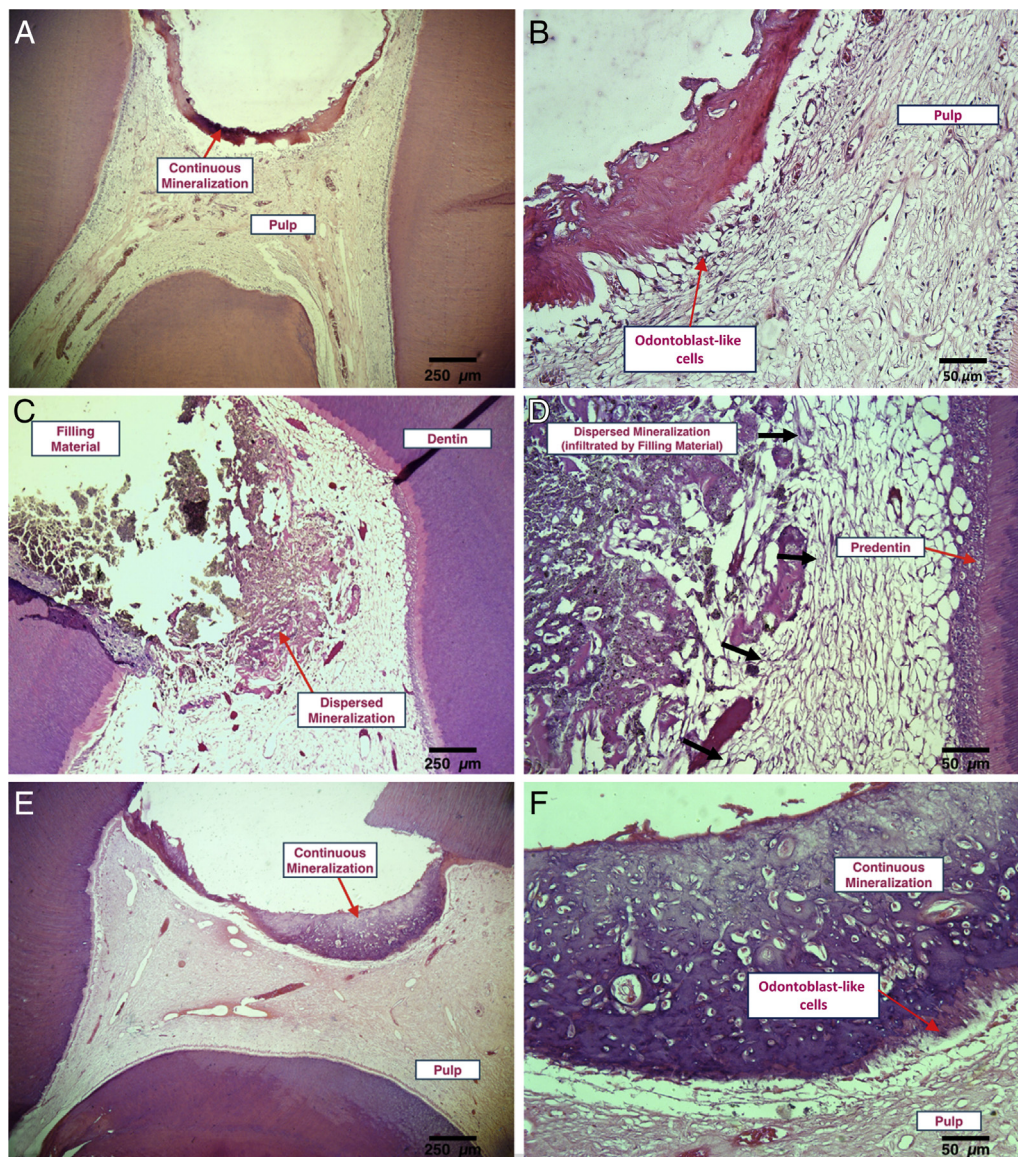 A
Continuous
Mineralization
Pulp
250 µm
B
Pulp
Odontoblast-like
cells
50 µm
C
Filling
Material
Dentin
Dispersed
Mineralization
250 µm
D
Dispersed Mineralization
(infiltrated by Filling Material)
Predentin
50 µm
E
Continuous
Mineralization
Pulp
250 µm
F
Continuous
Mineralization
Odontoblast-like
cells
Pulp
50 µm